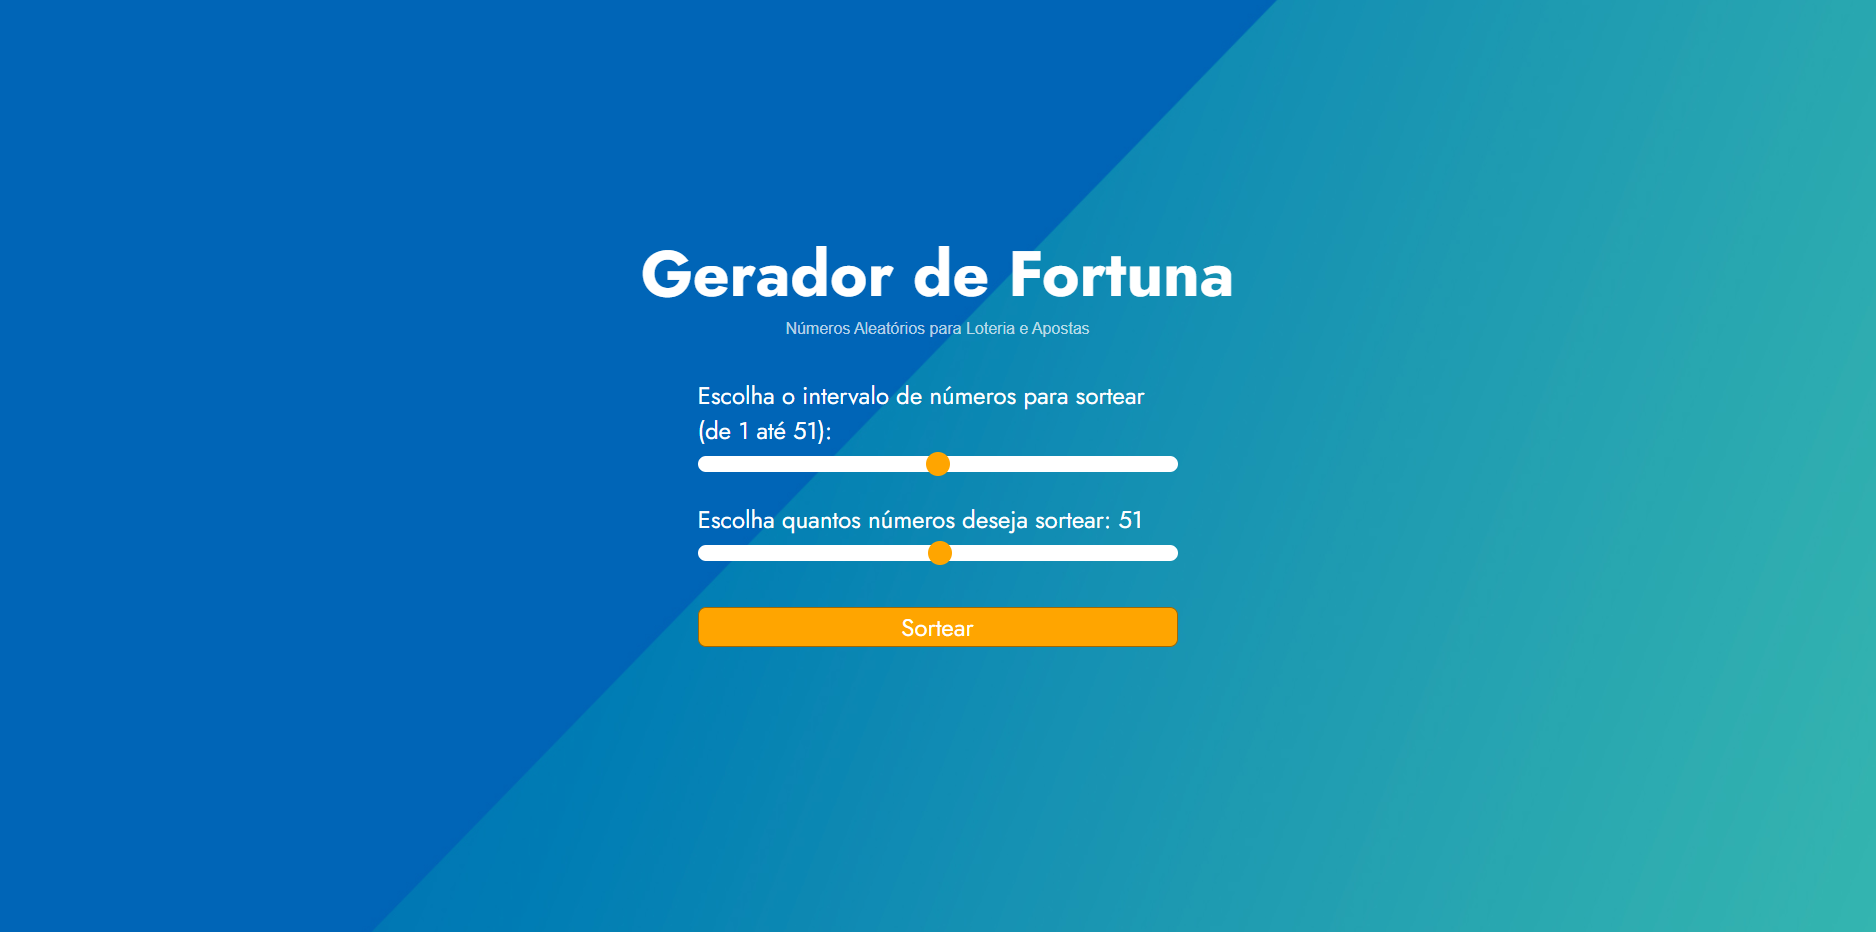 Gerador de Fortuna
Números Aleatórios para Loteria e Apostas
Escolha o intervalo de números para sortear
(de 1 até 51):
Escolha quantos números deseja sortear: 51
Sortear